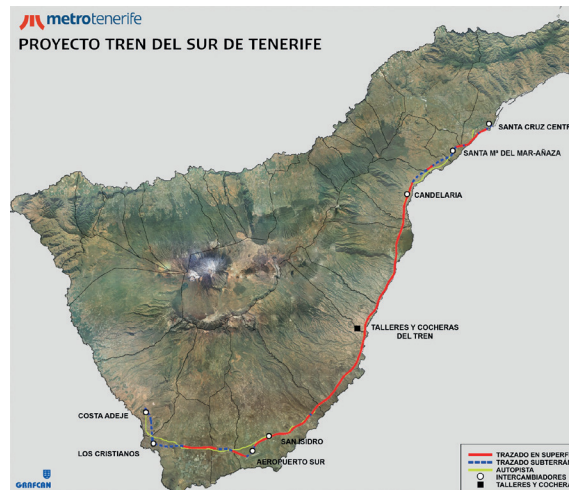 metrotenerife
PROYECTO TREN DEL SUR DE TENERIFE
SANTA CRUZ CENTR
SANTA Mª DEL MAR-AÑAZA
CANDELARIA
TALLERES Y COCHERAS
DEL TREN
COSTA ADEJE
SAN ISIDRO
LOS CRISTIANOS
AEROPUERTO SUR
TRAZADO EN SUPERF
TRAZADO SUBTERRÁN
AUTOPISTA
INTERCAMBIADORES
TALLERES Y COCHERA
GRAFCAN